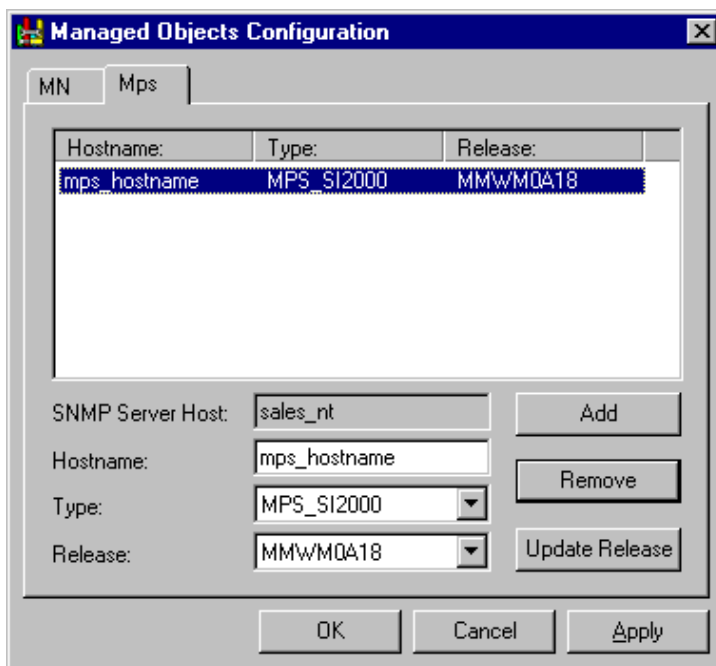 Managed Objects Configuration
MN Mps
Hostname: Type: Release:
mps_hostname MPS_SI2000 MMWM0A18
SNMP Server Host: sales_nt Add
Hostname: mps_hostname
Remove
Type: MPS_SI2000
Release: MMWM0A18 Update Release
OK Cancel Apply